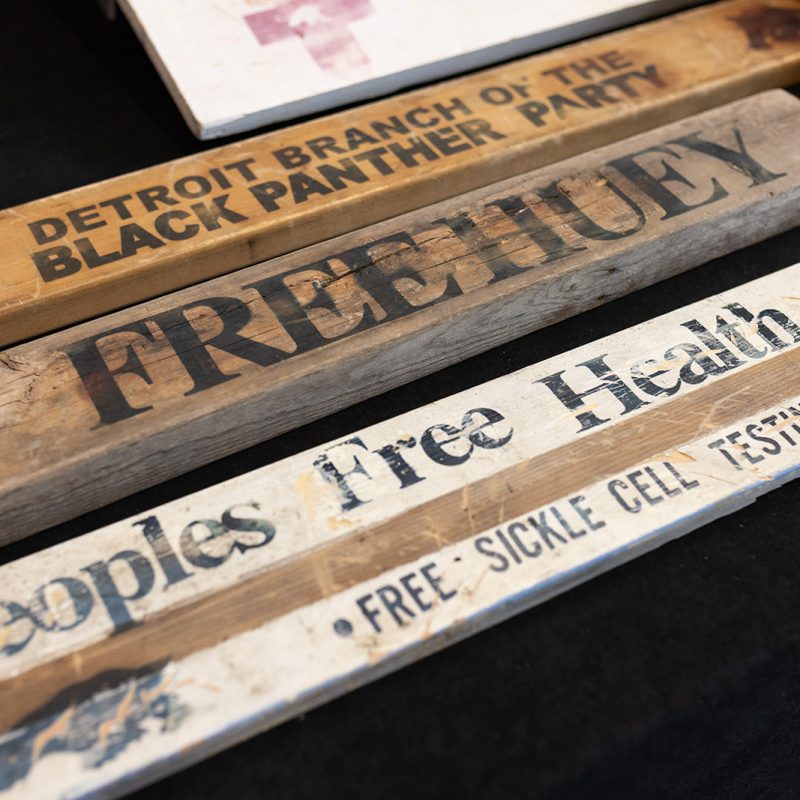 DETROIT BRANCH OF THE
BLACK PANTHER PARTY
FREE HUEY
eoples Free Health
• FREE SICKLE CELL TESTIN